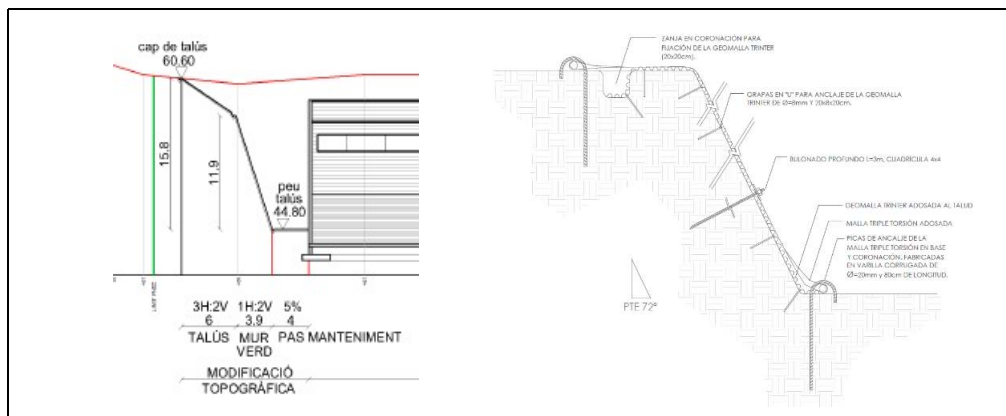 cap de talús
60.60
15,8
11,9
peu
talús
44.80
3H:2V 1H:2V 5%
6 3,9 4
TALÚS MUR PAS MANTENIMENT
VERD
MODIFICACIÓ
TOPOGRÀFICA
ZANJA EN CORONACIÓN PARA
FIJACIÓN DE LA GEOMALLA TRINTER
(20x20cm).
GRAFAS EN "U" PARA ANCLAJE DE LA GEOMALLA
TRINTER DE Ø=8mm Y 20x8x20cm.
BULONADO PROFUNDO L=3m, CUADRÍCULA 4x4
GEOMALLA TRINTER ADOSADA AL TALUD
MALLA TRIPLE TORSIÓN ADOSADA
PICAS DE ANCALJE DE LA
MALLA TRIPLE TORSIÓN EN BASE
Y CORONACIÓN, FABRICADAS
EN VARILLA CORRUGADA DE
Ø=20mm y 80cm DE LONGITUD.
PTE 72º